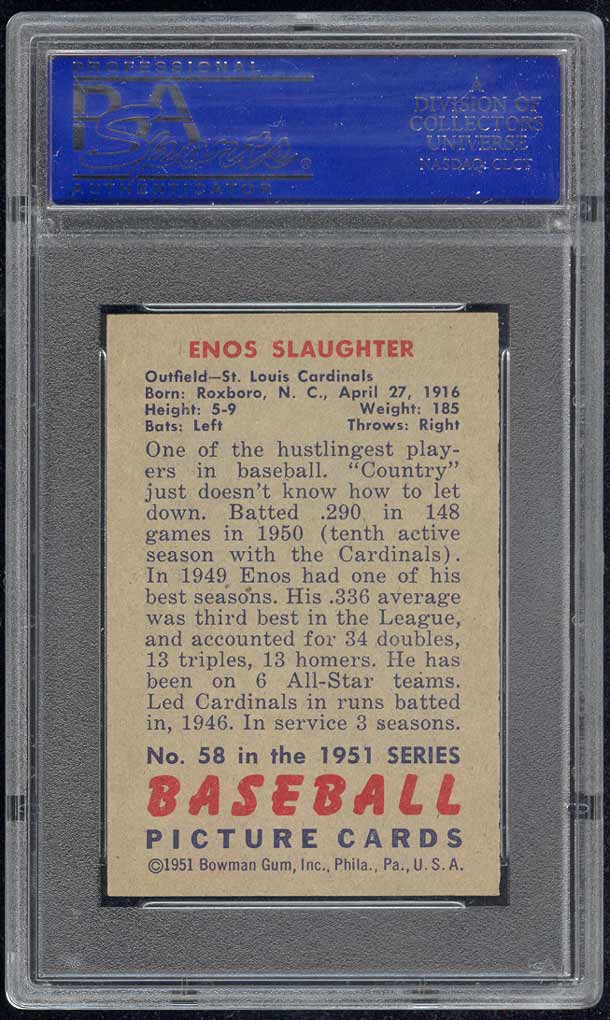 PROFESSIONAL
PSA
Sports®
AUTHENTICATOR
A
DIVISION OF
COLLECTORS
UNIVERSE
NASDAQ: CLCT
ENOS SLAUGHTER
Outfield—St. Louis Cardinals
Born: Roxboro, N. C., April 27, 1916
Height: 5-9 Weight: 185
Bats: Left Throws: Right
One of the hustlingest play-
ers in baseball. "Country"
just doesn't know how to let
down. Batted .290 in 148
games in 1950 (tenth active
season with the Cardinals).
In 1949 Enos had one of his
best seasons. His .336 average
was third best in the League,
and accounted for 34 doubles,
13 triples, 13 homers. He has
been on 6 All-Star teams.
Led Cardinals in runs batted
in, 1946. In service 3 seasons.
No. 58 in the 1951 SERIES
BASEBALL
PICTURE CARDS
©1951 Bowman Gum, Inc., Phila., Pa., U. S. A.